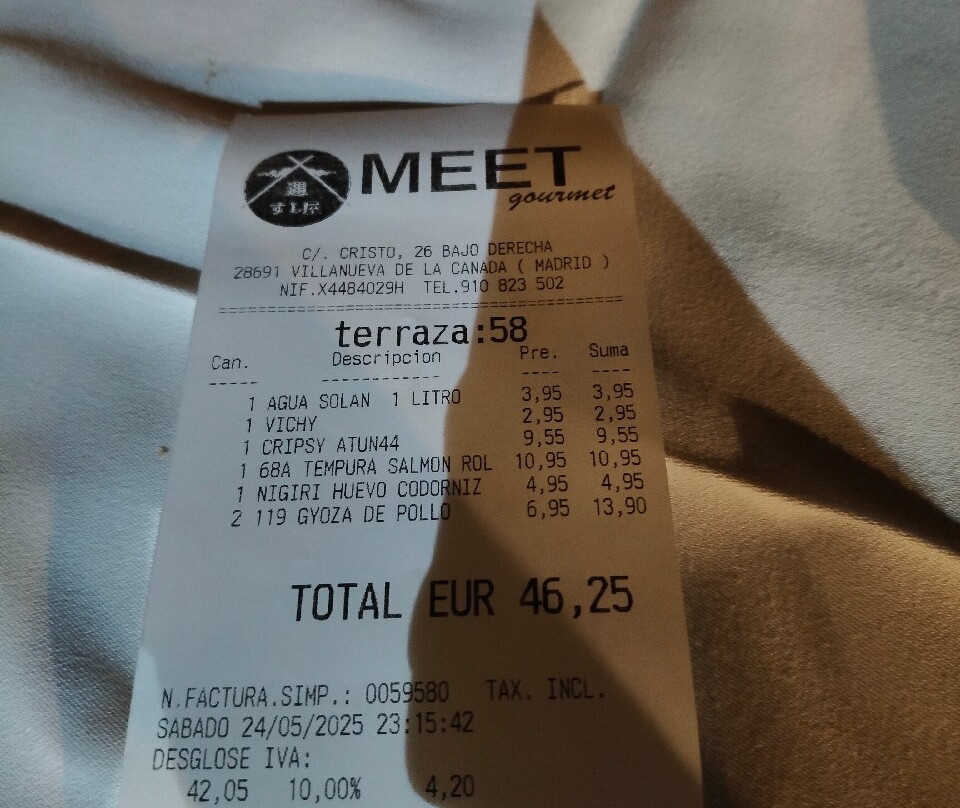 週
すし屋
MEET
gourmet
C/. CRISTO, 26 BAJO DERECHA
28691 VILLANUEVA DE LA CANADA ( MADRID )
NIF.X4484029H TEL.910 823 502
terraza:58
Can. Descripcion Pre. Suma
1 AGUA SOLAN 1 LITRO 3,95 3,95
1 VICHY 2,95 2,95
1 CRIPSY ATUN44 9,55 9,55
1 68A TEMPURA SALMON ROL 10,95 10,95
1 NIGIRI HUEVO CODORNIZ 4,95 4,95
2 119 GYOZA DE POLLO 6,95 13,90
TOTAL EUR 46,25
N.FACTURA.SIMP.: 0059580 TAX. INCL.
SABADO 24/05/2025 23:15:42
DESGLOSE IVA:
42,05 10,00% 4,20